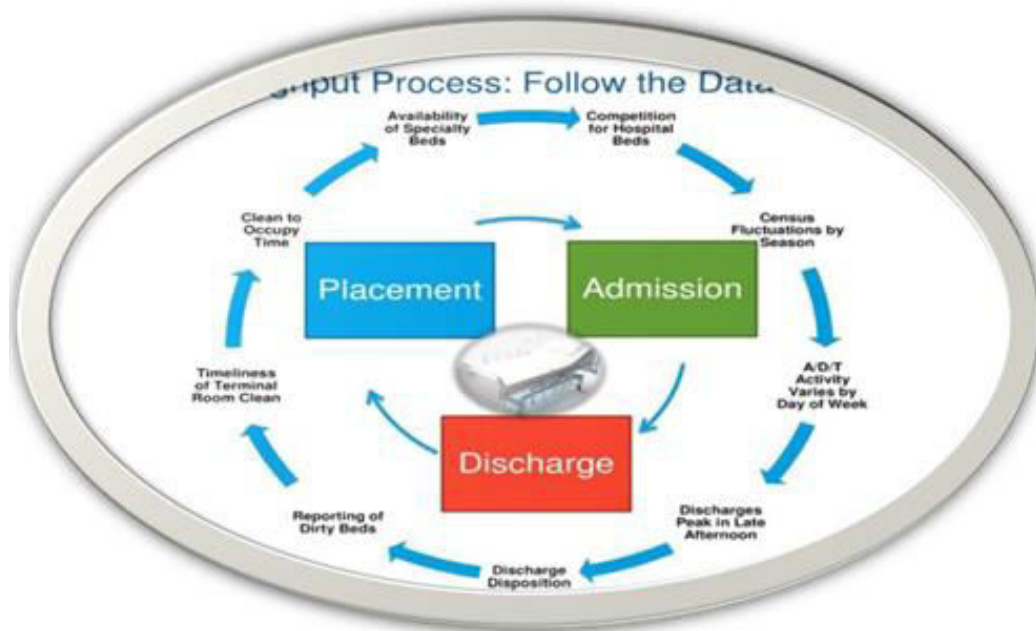 ghput Process: Follow the Data
Availability
of Specialty
Beds
Competition
for Hospital
Beds
Census
Fluctuations by
Season
A/D/T
Activity
Varies by
Day of Week
Discharges
Peak in Late
Afternoon
Discharge
Disposition
Reporting of
Dirty Beds
Timeliness
of Terminal
Room Clean
Clean to
Occupy
Time
Placement
Admission
Discharge